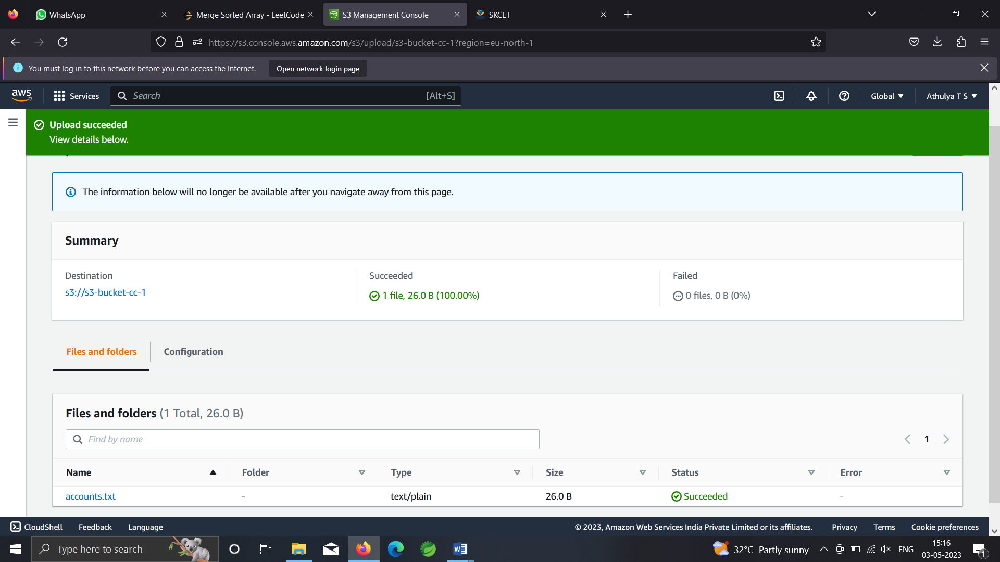 WhatsApp
Merge Sorted Array - LeetCode
S3 Management Console
SKCET
https://s3.console.aws.amazon.com/s3/upload/s3-bucket-cc-1?region=eu-north-1
You must log in to this network before you can access the Internet.
Open network login page
aws
Services
Search
[Alt+S]
Global
Athulya T S
Upload succeeded
View details below.
The information below will no longer be available after you navigate away from this page.
Summary
Destination
s3://s3-bucket-cc-1
Succeeded
1 file, 26.0 B (100.00%)
Failed
0 files, 0 B (0%)
Files and folders
Configuration
Files and folders (1 Total, 26.0 B)
Find by name
1
Name
Folder
Type
Size
Status
Error
accounts.txt
-
text/plain
26.0 B
Succeeded
-
CloudShell
Feedback
Language
© 2023, Amazon Web Services India Private Limited or its affiliates.
Privacy
Terms
Cookie preferences
Type here to search
32°C Partly sunny
ENG
15:16
03-05-2023
1